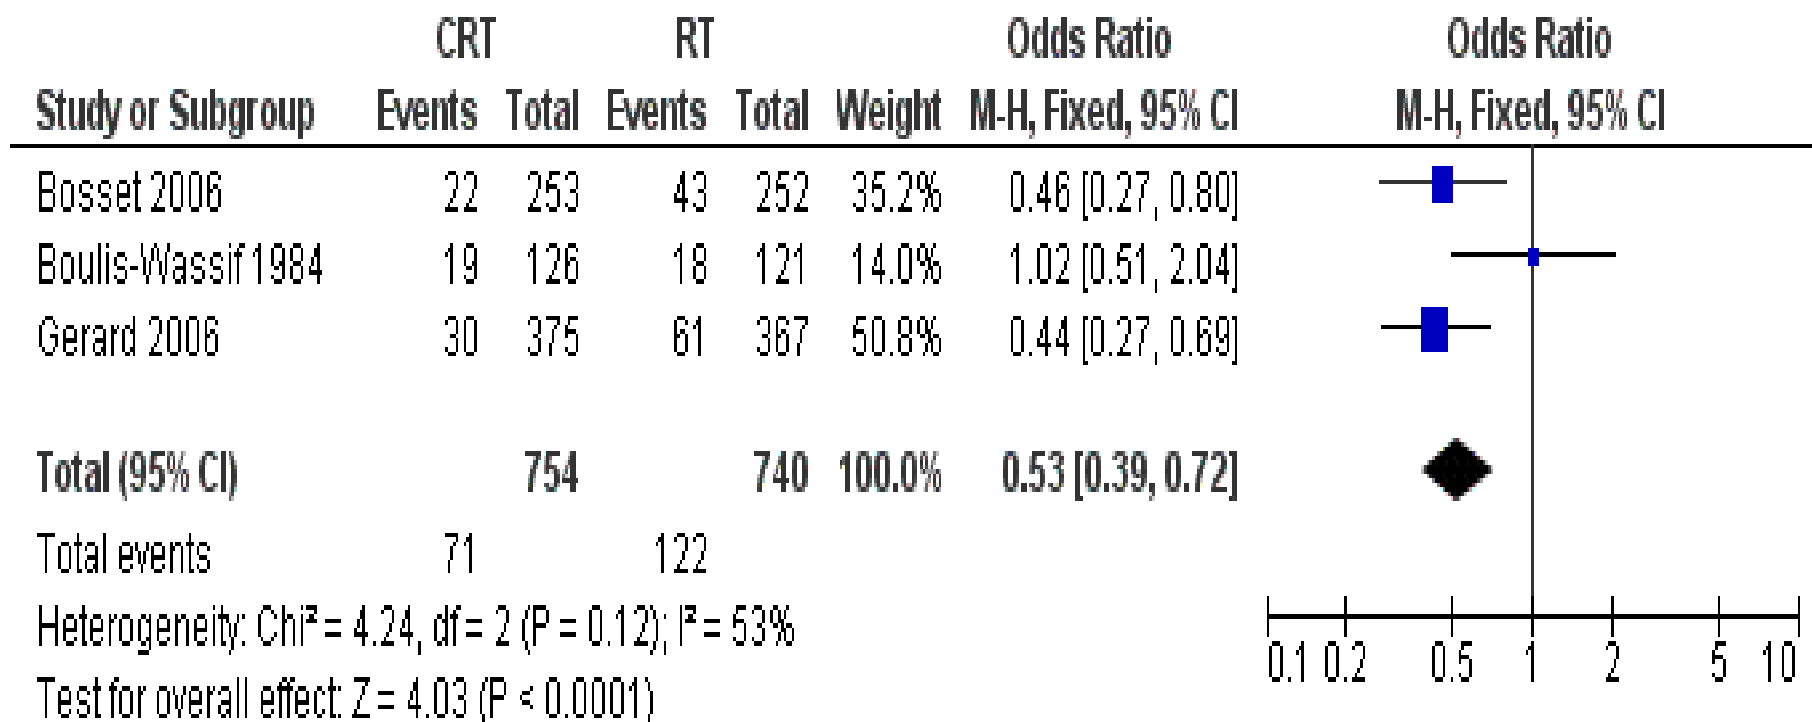 CRT RT Odds Ratio Odds Ratio
Study or Subgroup Events Total Events Total Weight M-H, Fixed, 95% CI M-H, Fixed, 95% CI
Bosset 2006 22 253 43 252 35.2% 0.46 [0.27, 0.80]
Boulis-Wassif 1984 19 126 18 121 14.0% 1.02 [0.51, 2.04]
Gerard 2006 30 375 61 367 50.8% 0.44 [0.27, 0.69]
Total (95% CI) 754 740 100.0% 0.53 [0.39, 0.72]
Total events 71 122
Heterogeneity: Chi² = 4.24, df = 2 (P = 0.12); I² = 53%
Test for overall effect: Z = 4.03 (P < 0.0001)
0.1 0.2 0.5 1 2 5 10